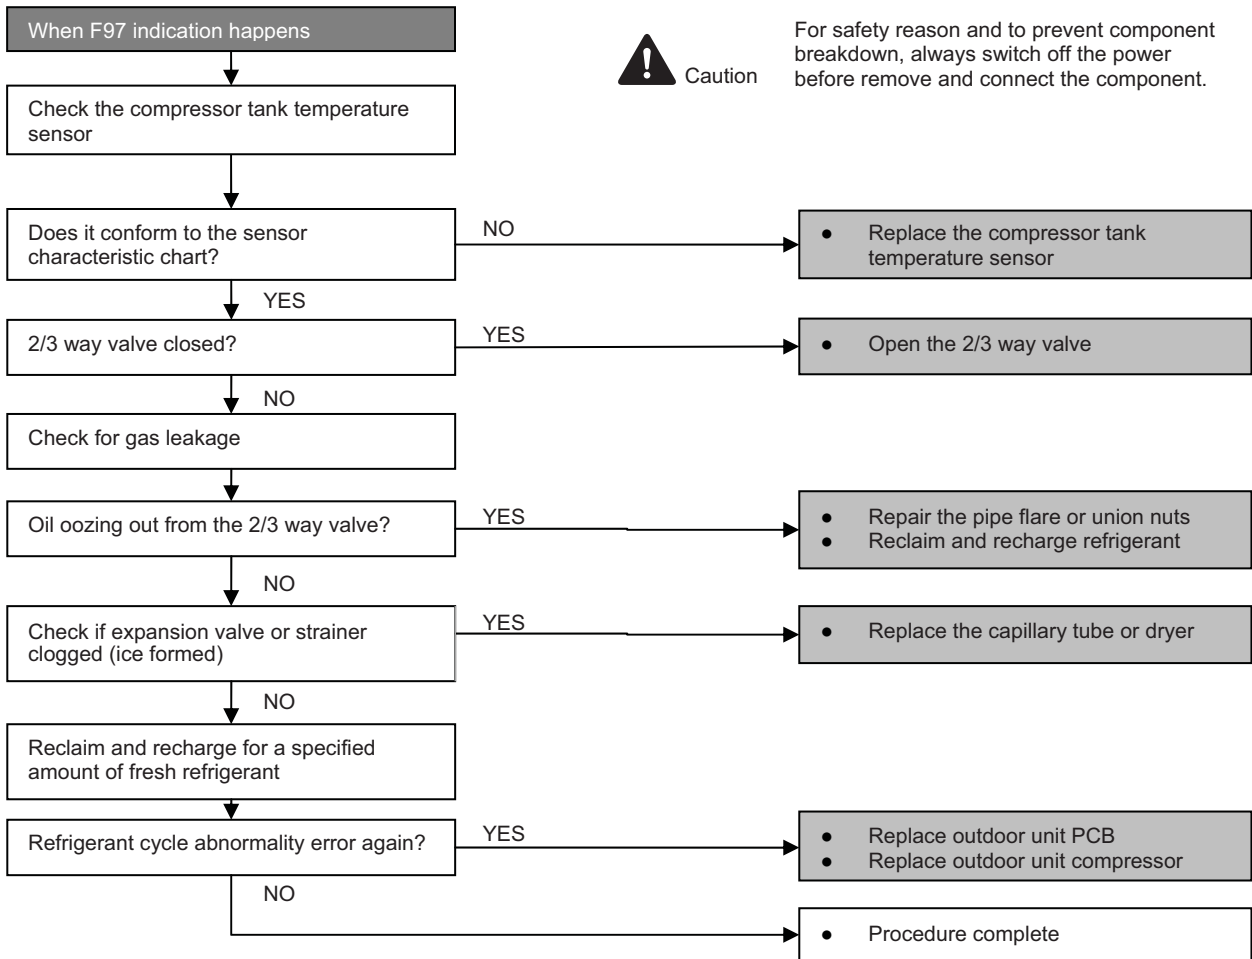 When F97 indication happens
Caution
For safety reason and to prevent component
breakdown, always switch off the power
before remove and connect the component.
Check the compressor tank temperature
sensor
Does it conform to the sensor
characteristic chart?
NO
● Replace the compressor tank
temperature sensor
YES
2/3 way valve closed?
YES
● Open the 2/3 way valve
NO
Check for gas leakage
Oil oozing out from the 2/3 way valve?
YES
● Repair the pipe flare or union nuts
● Reclaim and recharge refrigerant
NO
Check if expansion valve or strainer
clogged (ice formed)
YES
● Replace the capillary tube or dryer
NO
Reclaim and recharge for a specified
amount of fresh refrigerant
Refrigerant cycle abnormality error again?
YES
● Replace outdoor unit PCB
● Replace outdoor unit compressor
NO
● Procedure complete